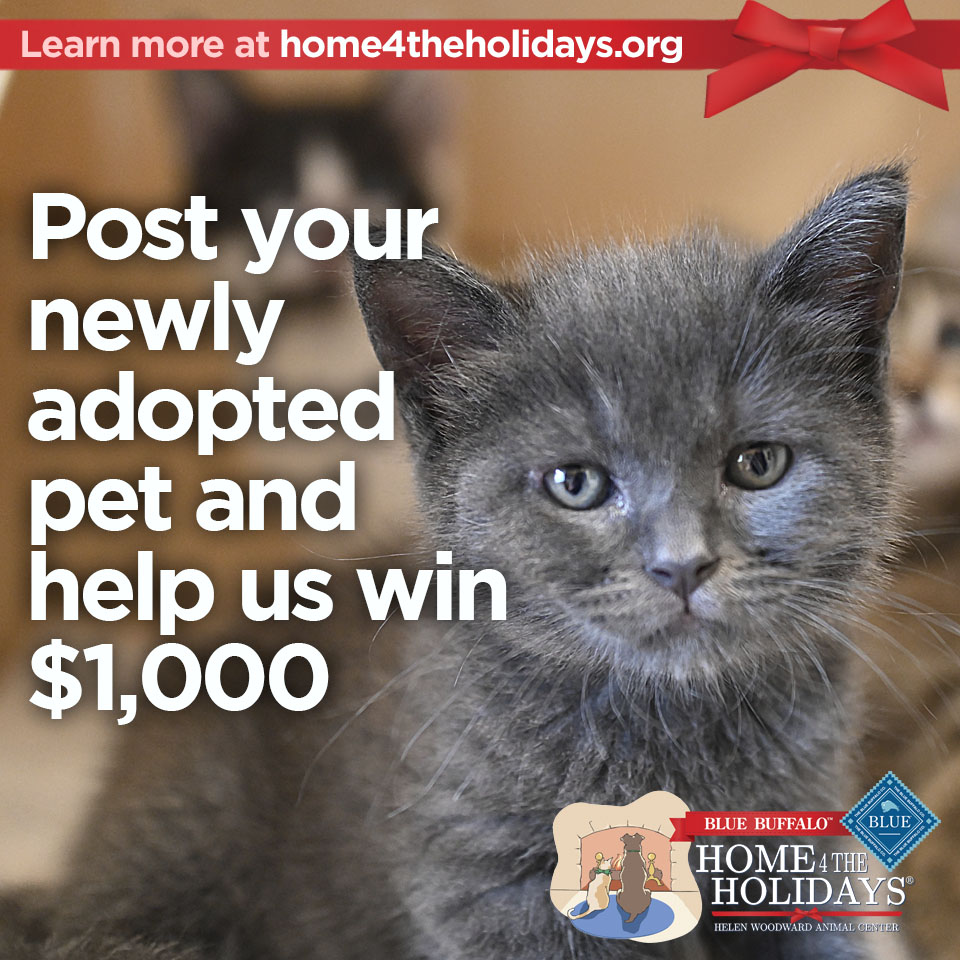 Learn more at home4theholidays.org
Post your
newly
adopted
pet and
help us win
$1,000
BLUE BUFFALO™
BLUE
HOME 4 THE
HOLIDAYS®
HELEN WOODWARD ANIMAL CENTER